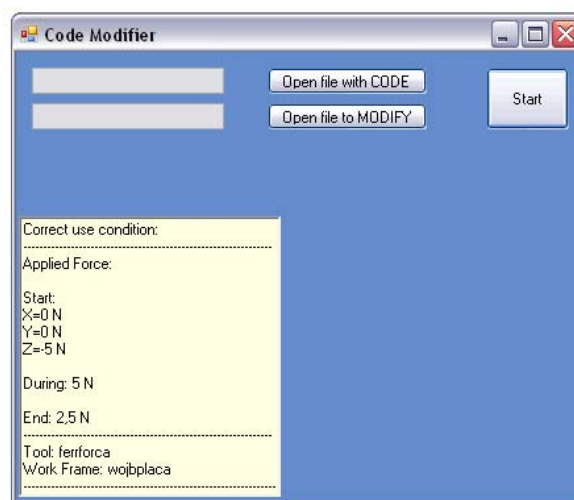 Code Modifier
Open file with CODE
Open file to MODIFY
Start
Correct use condition:
Applied Force:
Start:
X=0 N
Y=0 N
Z=-5 N
During: 5 N
End: 2,5 N
Tool: ferrforca
Work Frame: wojbplaca